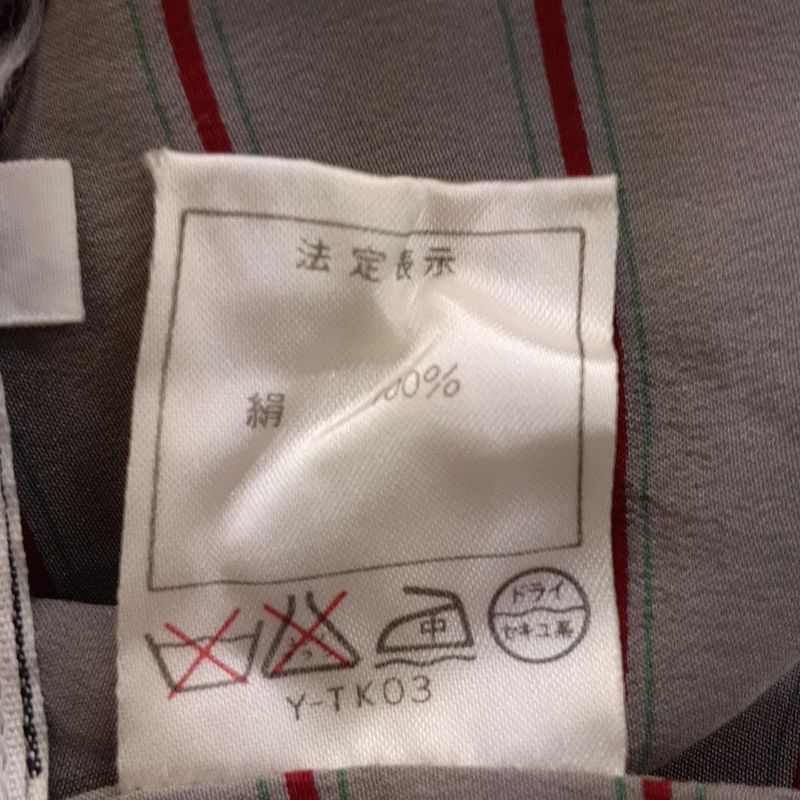 法定表示
絹 100%
中
ドライ
セキユ系
Y-TK03